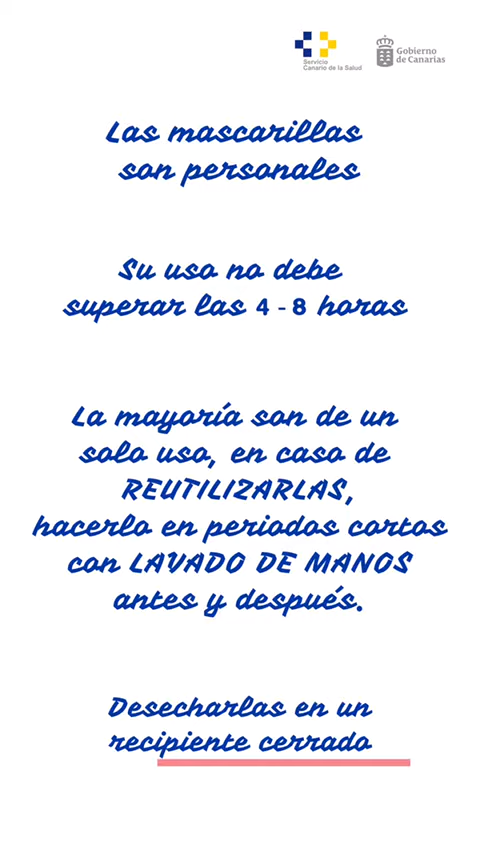 Servicio
Canario de la Salud
Gobierno
de Canarias
Las mascarillas
son personales
Su uso no debe
superar las 4 - 8 horas
La mayoría son de un
solo uso, en caso de
REUTILIZARLAS,
hacerlo en periodos cortos
con LAVADO DE MANOS
antes y después.
Desecharlas en un
recipiente cerrado